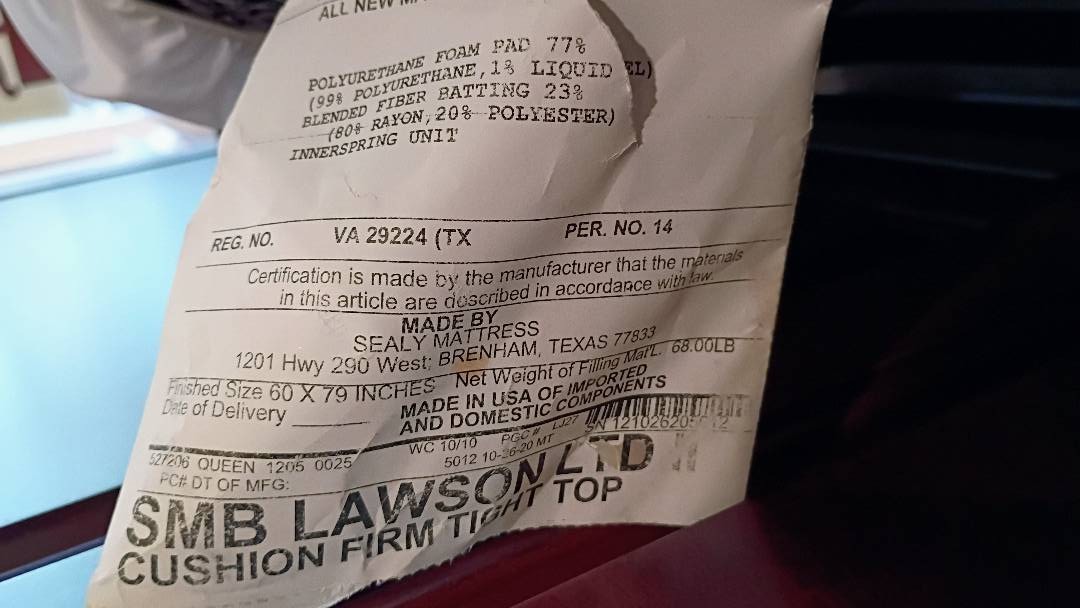 ALL NEW
POLYURETHANE FOAM PAD 77%
(99% POLYURETHANE, 1% LIQUID EL)
BLENDED FIBER BATTING 23%
(80% RAYON, 20% POLYESTER)
INNERSPRING UNIT
REG. NO. VA 29224 (TX PER. NO. 14
Certification is made by the manufacturer that the materials
in this article are described in accordance with law.
MADE BY
SEALY MATTRESS
1201 Hwy 290 West; BRENHAM, TEXAS 77833
Finished Size 60 X 79 INCHES Net Weight of Filling Mat'L. 68.00LB
Date of Delivery
MADE IN USA OF IMPORTED
AND DOMESTIC COMPONENTS
WC 10/10 PGC # LJ27 SN
527206 QUEEN 1205 0025 5012 10-26-20 MT
PC# DT OF MFG:
SMB LAWSON LTD II
CUSHION FIRM TIGHT TOP